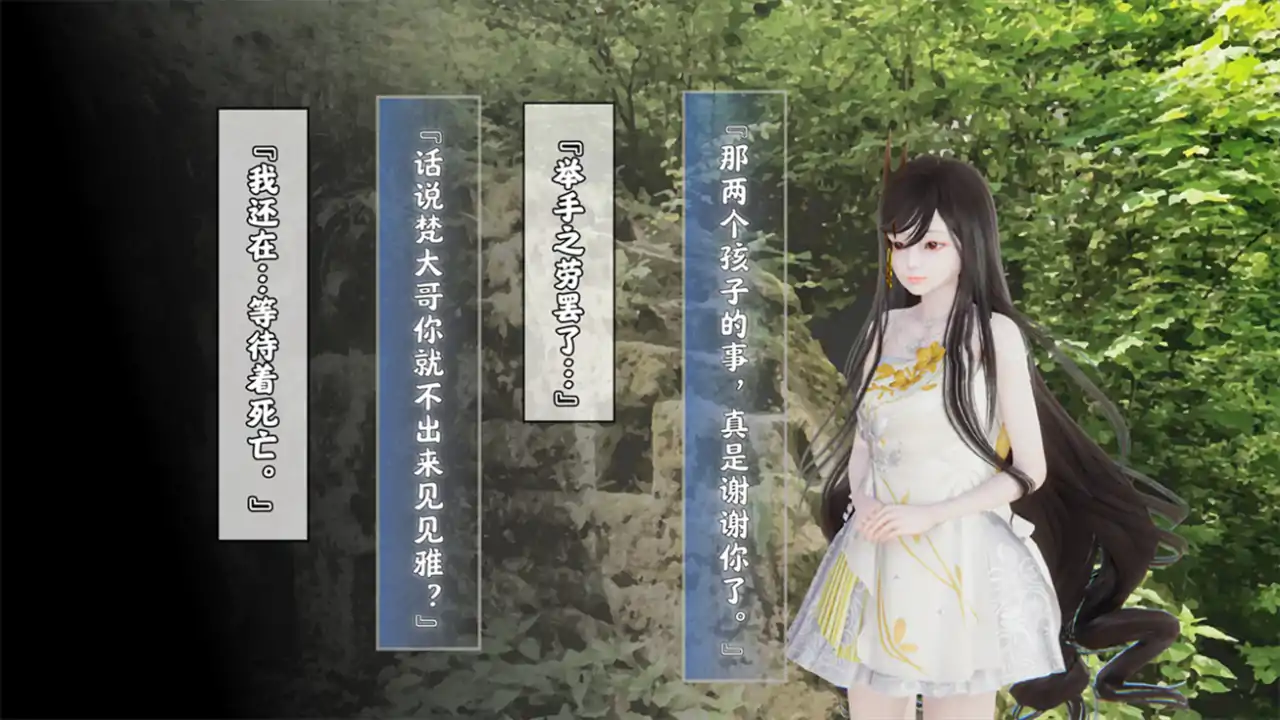 『那两个孩子的事，真是谢谢你了。』
『举手之劳罢了…』
『话说梵大哥你就不出来见见雅？』
『我还在…等待着死亡。』